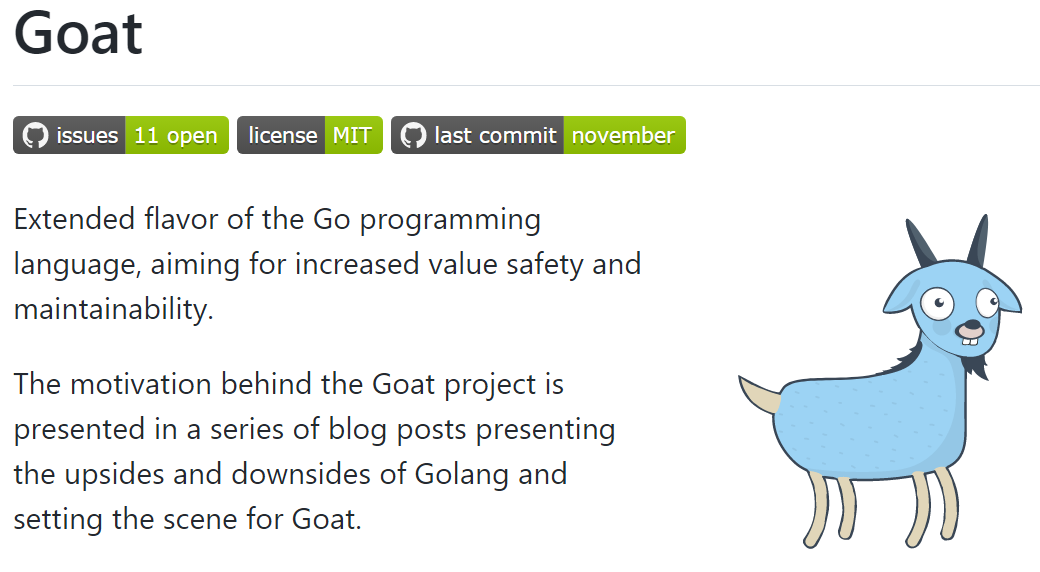 Goat
issues 11 open license MIT last commit november
Extended flavor of the Go programming
language, aiming for increased value safety and
maintainability.
The motivation behind the Goat project is
presented in a series of blog posts presenting
the upsides and downsides of Golang and
setting the scene for Goat.